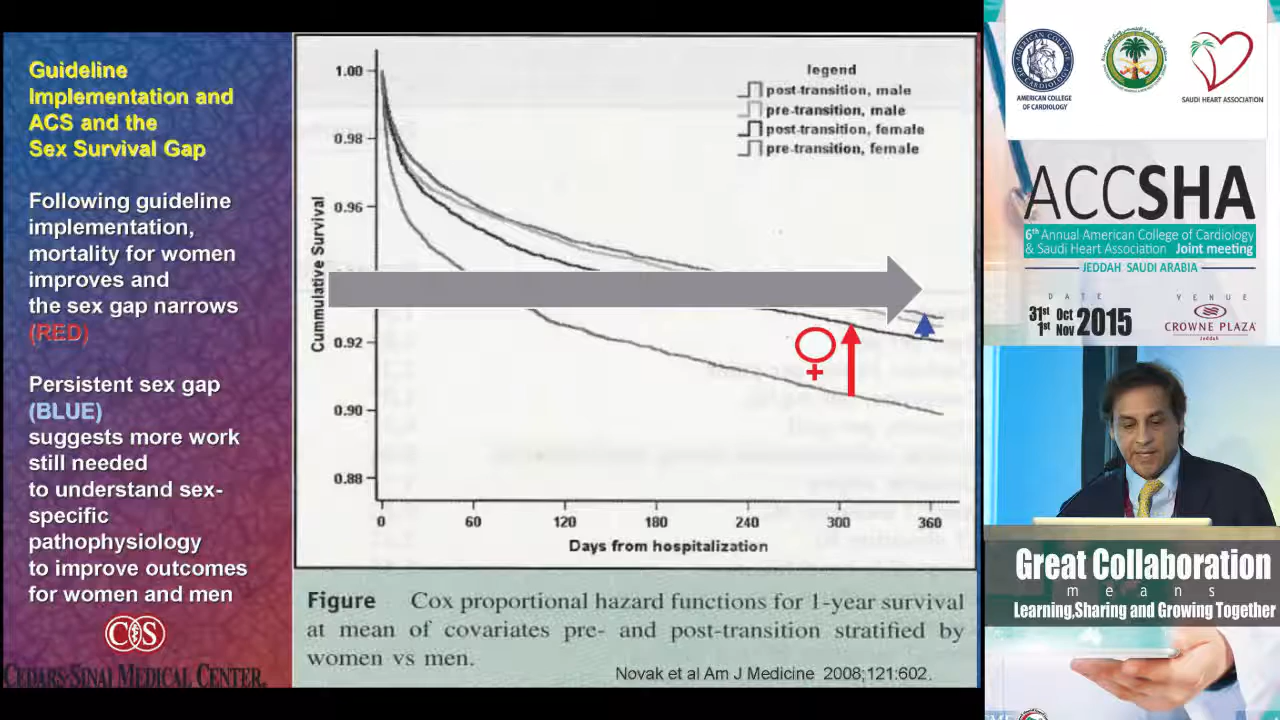 Guideline
Implementation and
ACS and the
Sex Survival Gap
Following guideline
implementation,
mortality for women
improves and
the sex gap narrows
(RED)
Persistent sex gap
(BLUE)
suggests more work
still needed
to understand sex-
specific
pathophysiology
to improve outcomes
for women and men
CEDARS-SINAI MEDICAL CENTER.
legend
post-transition, male
pre-transition, male
post-transition, female
pre-transition, female
Cummulative Survival
1.00
0.98
0.96
0.92
0.90
0.88
0 60 120 180 240 300 360
Days from hospitalization
Figure Cox proportional hazard functions for 1-year survival
at mean of covariates pre- and post-transition stratified by
women vs men.
Novak et al Am J Medicine 2008;121:602.
AMERICAN COLLEGE
OF CARDIOLOGY
SAUDI HEART ASSOCIATION
ACCSHA
6th Annual American College of Cardiology
& Saudi Heart Association Joint meeting
JEDDAH SAUDI ARABIA
DATE
31st Oct
1st Nov 2015
VENUE
CROWNE PLAZA
Jeddah
Great Collaboration
means
Learning,Sharing and Growing Together